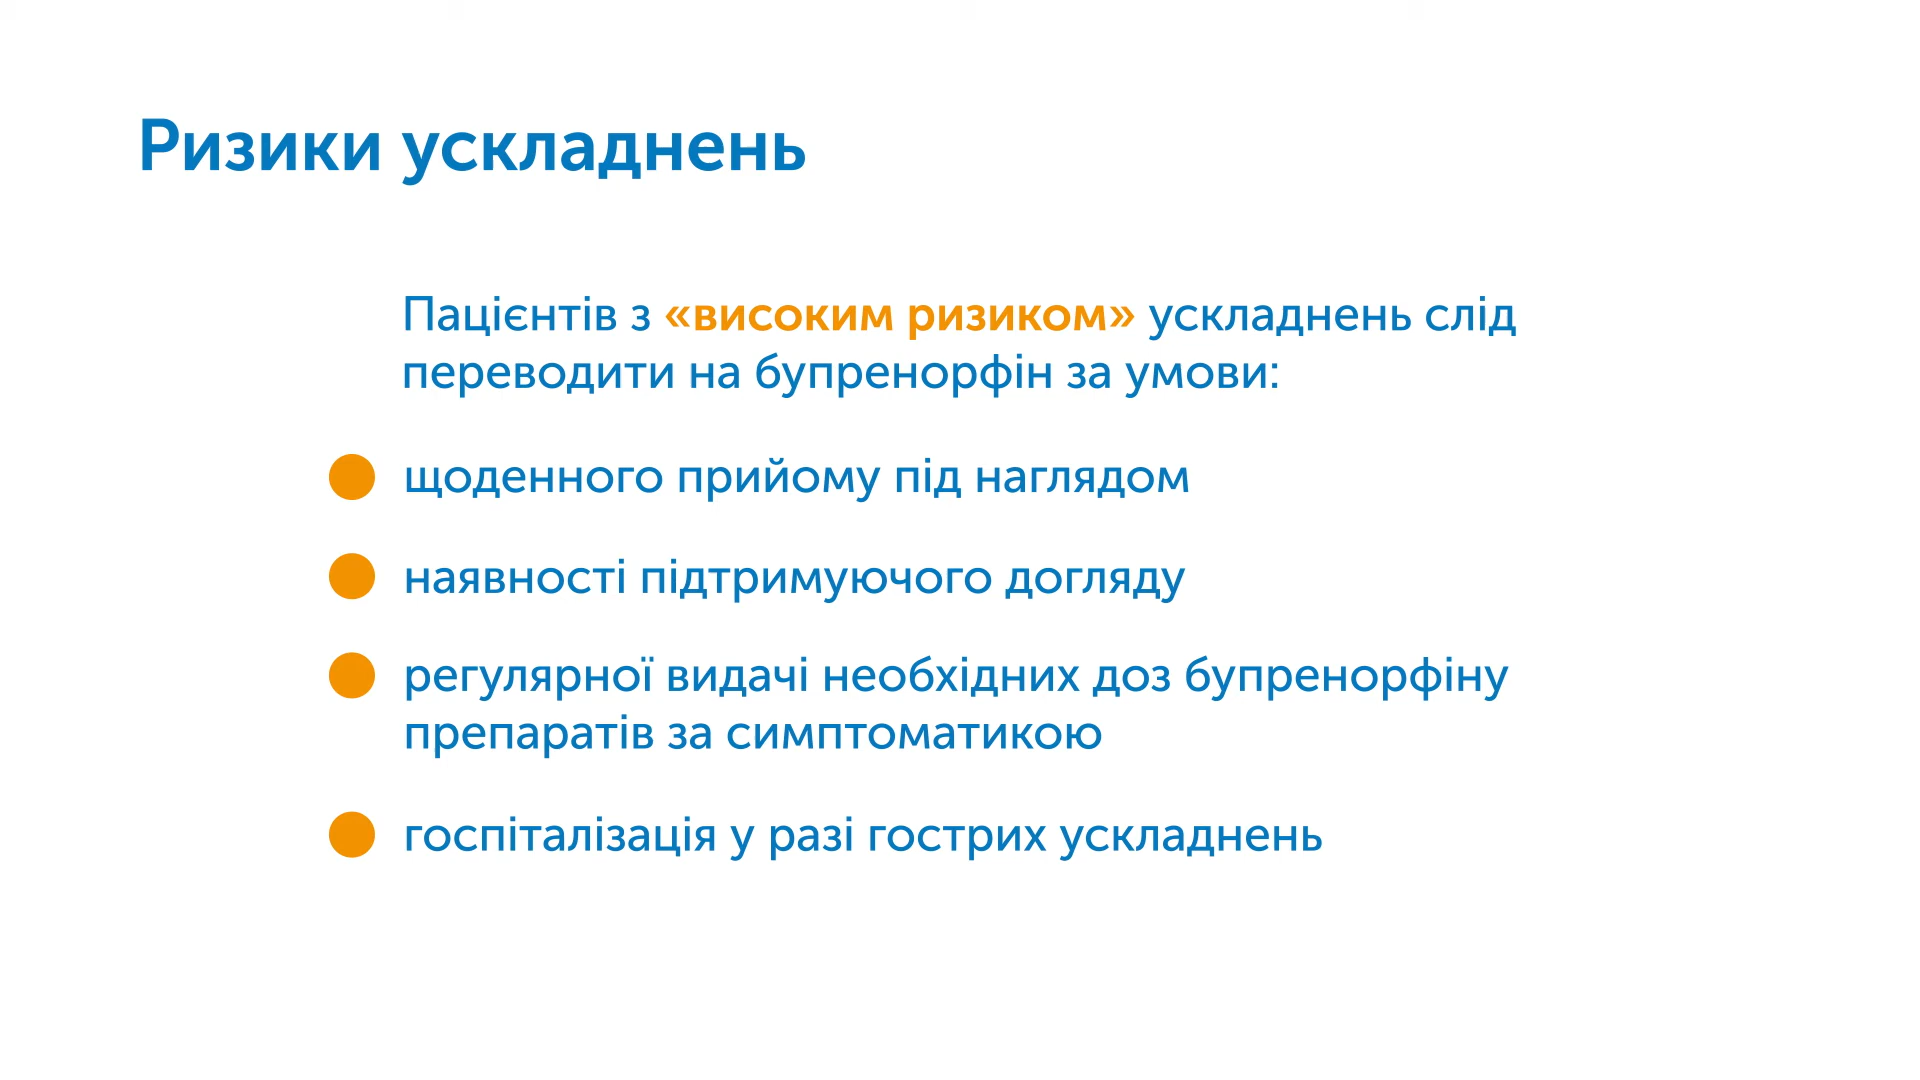 Ризики ускладнень
Пацієнтів з «високим ризиком» ускладнень слід
переводити на бупренорфін за умови:
щоденного прийому під наглядом
наявності підтримуючого догляду
регулярної видачі необхідних доз бупренорфіну
препаратів за симптоматикою
госпіталізація у разі гострих ускладнень